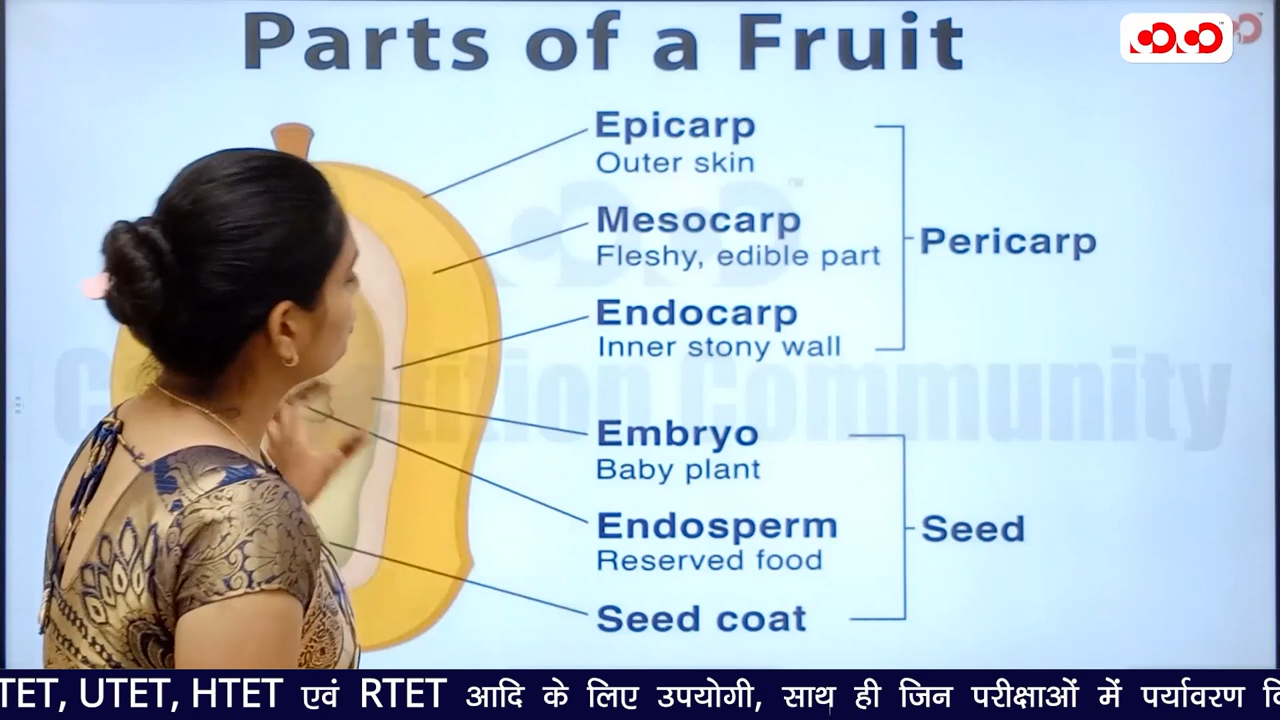 Parts of a Fruit
Epicarp
Outer skin
Mesocarp
Fleshy, edible part
Endocarp
Inner stony wall
Pericarp
Embryo
Baby plant
Endosperm
Reserved food
Seed coat
Seed
Community
TET, UTET, HTET एवं RTET आदि के लिए उपयोगी, साथ ही जिन परीक्षाओं में पर्यावरण